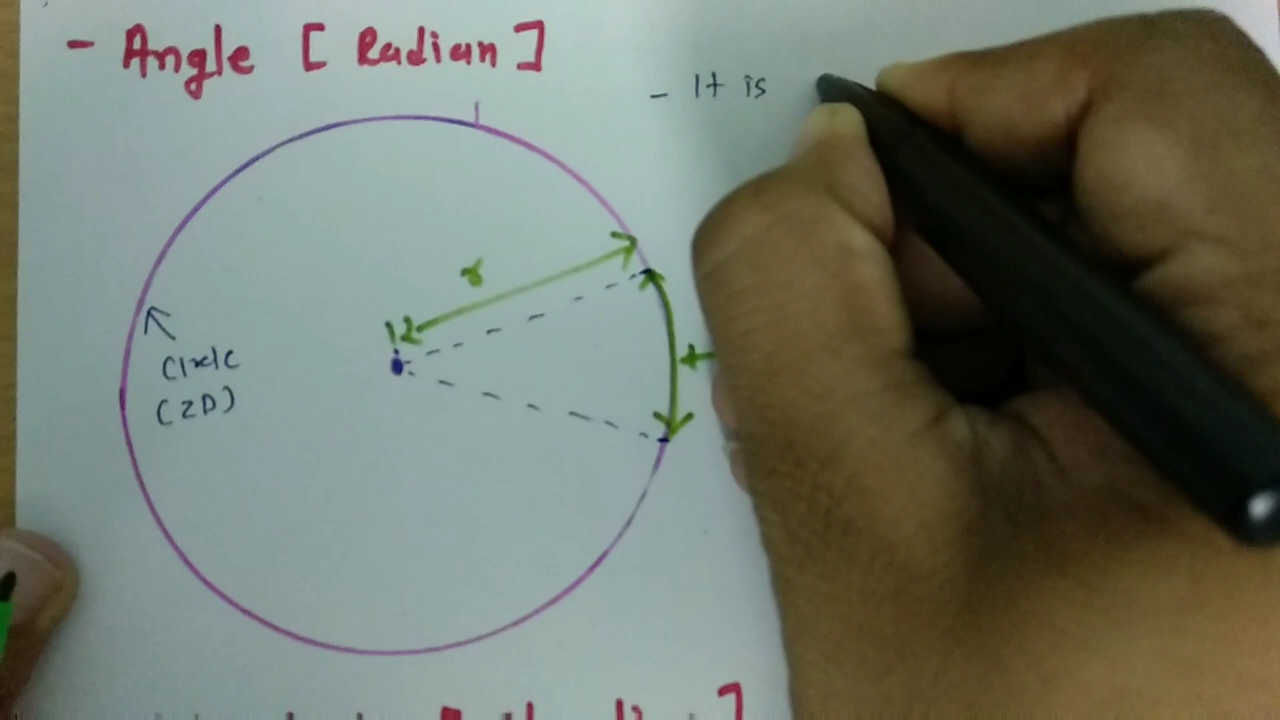 - Angle [ Radian ]
- It is
r
Circle
(2D)